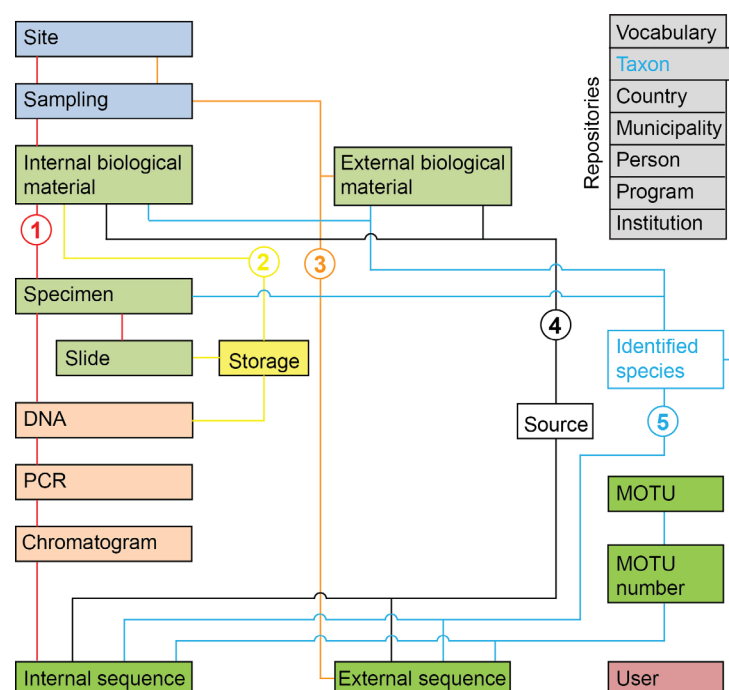 Site
Sampling
Internal biological
material
External biological
material
1
2
3
Specimen
Slide
Storage
4
Identified
species
DNA
Source
5
PCR
MOTU
Chromatogram
MOTU
number
Internal sequence
External sequence
User
Repositories
Vocabulary
Taxon
Country
Municipality
Person
Program
Institution